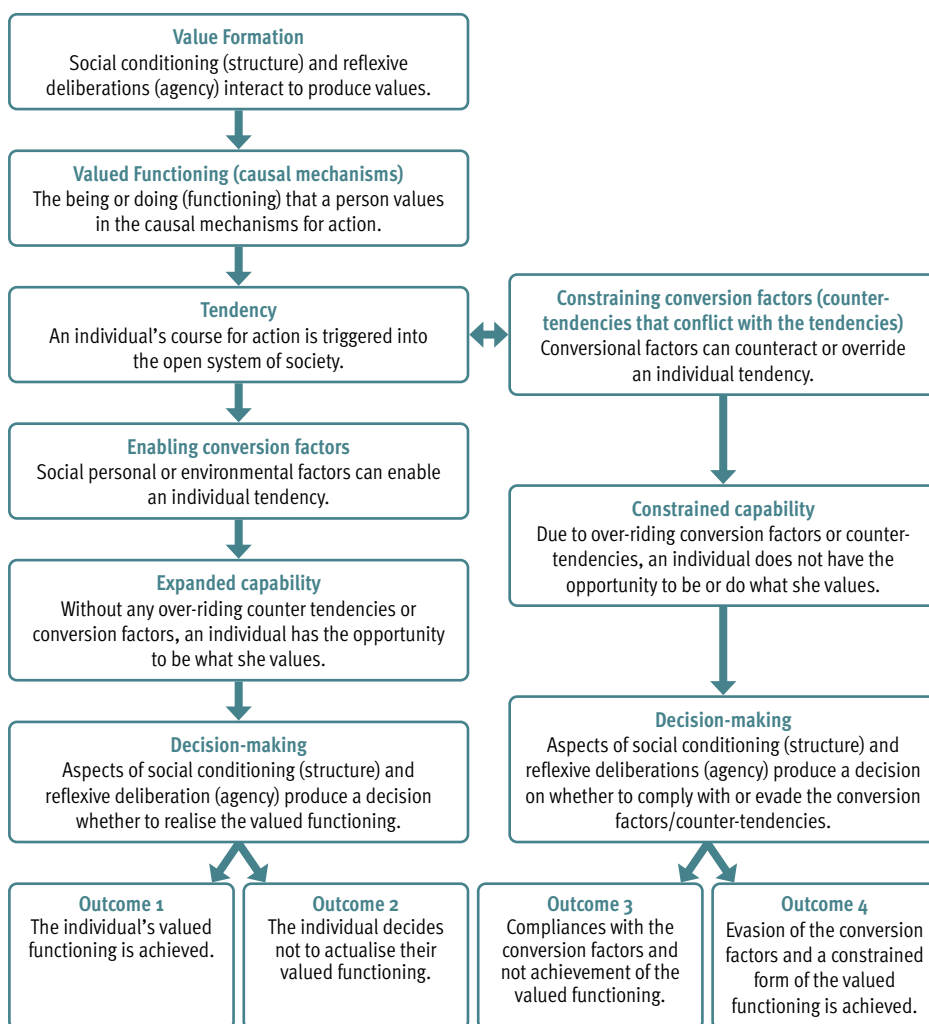 Value Formation
Social conditioning (structure) and reflexive
deliberations (agency) interact to produce values.
Valued Functioning (causal mechanisms)
The being or doing (functioning) that a person values
in the causal mechanisms for action.
Tendency
An individual's course for action is triggered into
the open system of society.
Constraining conversion factors (counter-
tendencies that conflict with the tendencies)
Conversional factors can counteract or override
an individual tendency.
Enabling conversion factors
Social personal or environmental factors can enable
an individual tendency.
Constrained capability
Due to over-riding conversion factors or counter-
tendencies, an individual does not have the
opportunity to be or do what she values.
Expanded capability
Without any over-riding counter tendencies or
conversion factors, an individual has the opportunity
to be what she values.
Decision-making
Aspects of social conditioning (structure) and
reflexive deliberation (agency) produce a decision
whether to realise the valued functioning.
Decision-making
Aspects of social conditioning (structure) and
reflexive deliberations (agency) produce a decision
on whether to comply with or evade the conversion
factors/counter-tendencies.
Outcome 1
The individual's valued
functioning is achieved.
Outcome 2
The individual decides
not to actualise their
valued functioning.
Outcome 3
Compliances with the
conversion factors and
not achievement of the
valued functioning.
Outcome 4
Evasion of the conversion
factors and a constrained
form of the valued
functioning is achieved.